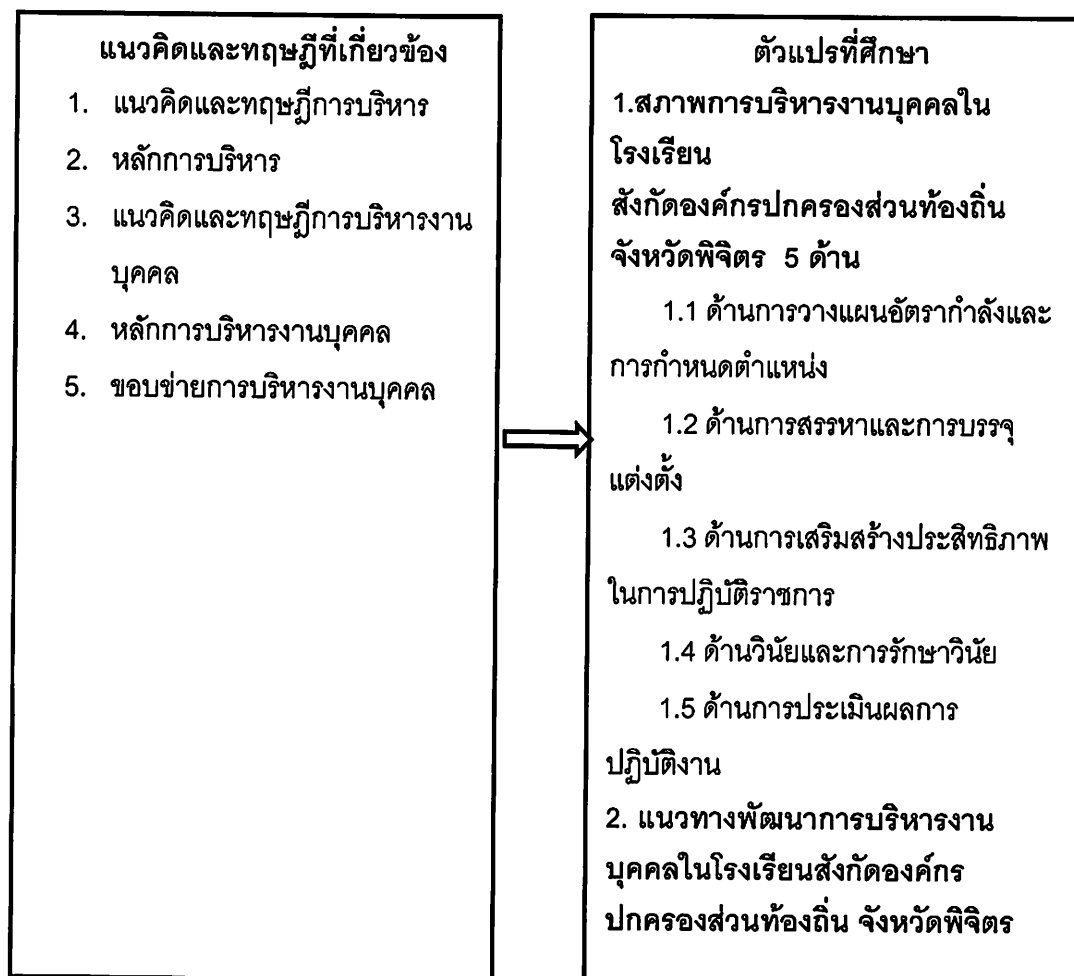 แนวคิดและทฤษฎีที่เกี่ยวข้อง
1. แนวคิดและทฤษฎีการบริหาร
2. หลักการบริหาร
3. แนวคิดและทฤษฎีการบริหารงาน
บุคคล
4. หลักการบริหารงานบุคคล
5. ขอบข่ายการบริหารงานบุคคล
ตัวแปรที่ศึกษา
1.สภาพการบริหารงานบุคคลใน
โรงเรียน
สังกัดองค์กรปกครองส่วนท้องถิ่น
จังหวัดพิจิตร 5 ด้าน
1.1 ด้านการวางแผนอัตรากำลังและ
การกำหนดตำแหน่ง
1.2 ด้านการสรรหาและการบรรจุ
แต่งตั้ง
1.3 ด้านการเสริมสร้างประสิทธิภาพ
ในการปฏิบัติราชการ
1.4 ด้านวินัยและการรักษาวินัย
1.5 ด้านการประเมินผลการ
ปฏิบัติงาน
2. แนวทางพัฒนาการบริหารงาน
บุคคลในโรงเรียนสังกัดองค์กร
ปกครองส่วนท้องถิ่น จังหวัดพิจิตร